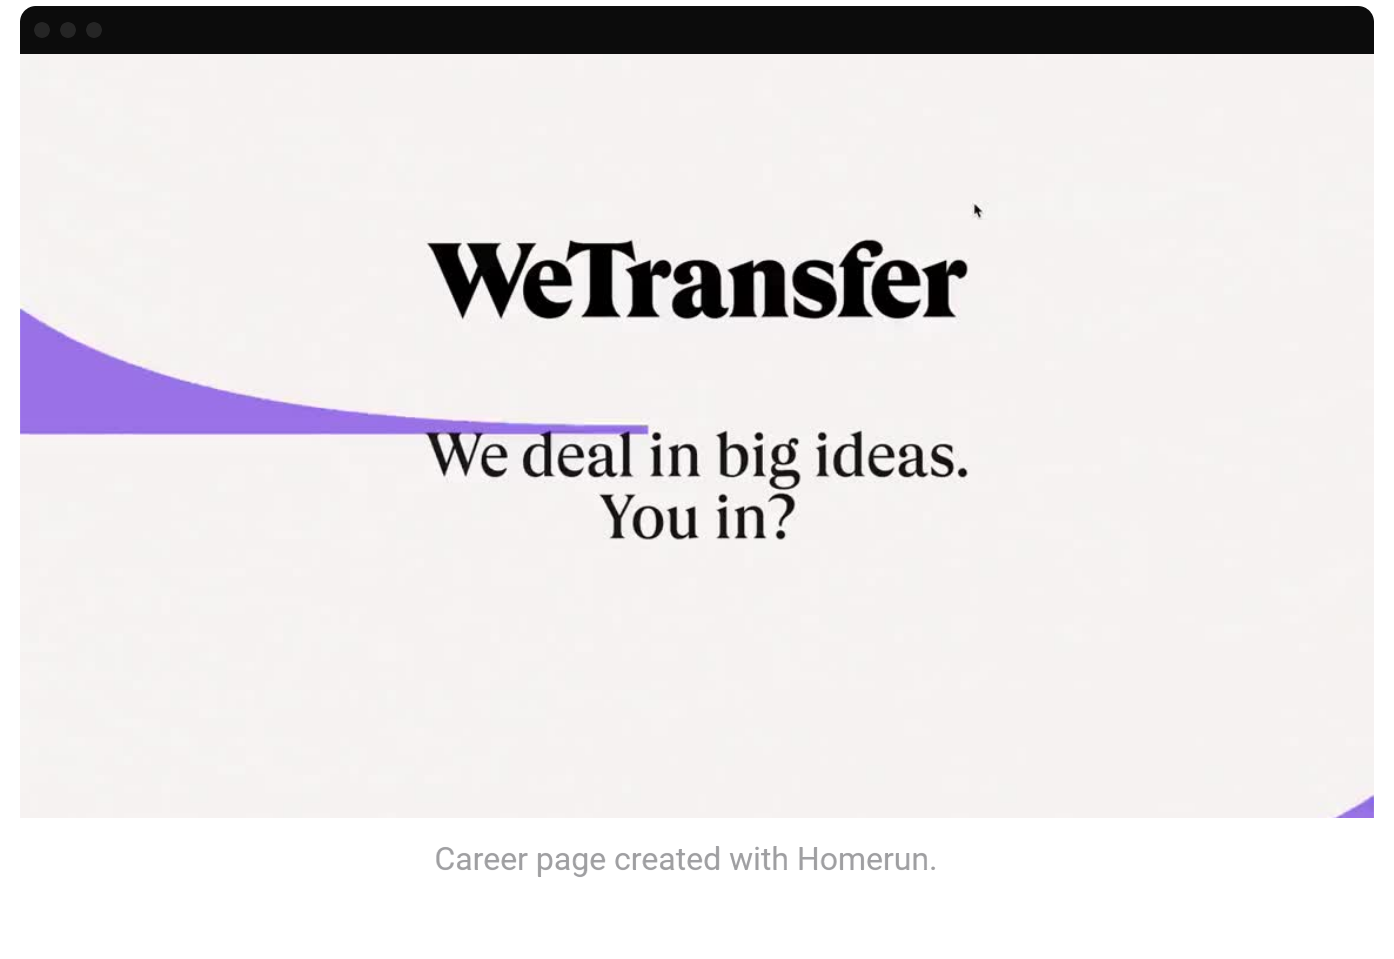 WeTransfer
We deal in big ideas.
You in?
Career page created with Homerun.